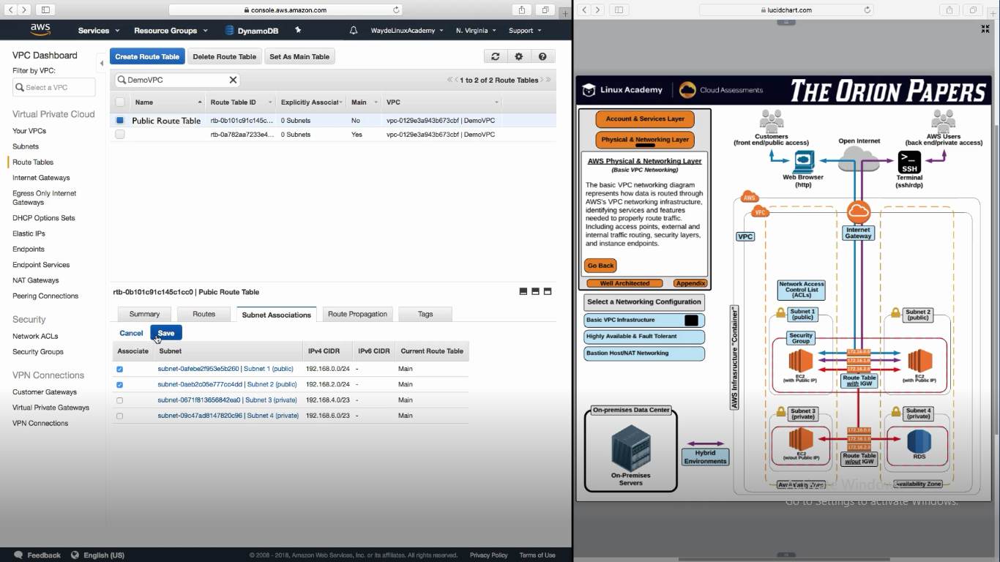 console.aws.amazon.com
aws
Services
Resource Groups
DynamoDB
WaydeLinuxAcademy
N. Virginia
Support
VPC Dashboard
Filter by VPC:
Select a VPC
Virtual Private Cloud
Your VPCs
Subnets
Route Tables
Internet Gateways
Egress Only Internet
Gateways
DHCP Options Sets
Elastic IPs
Endpoints
Endpoint Services
NAT Gateways
Peering Connections
Security
Network ACLs
Security Groups
VPN Connections
Customer Gateways
Virtual Private Gateways
VPN Connections
Create Route Table Delete Route Table Set As Main Table
DemoVPC
1 to 2 of 2 Route Tables
Name Route Table ID Explicitly Associat Main VPC
Public Route Table rtb-0b101c91c145c... 0 Subnets No vpc-0129e3a943b673cbf | DemoVPC
rtb-0a782aa7233e4... 0 Subnets Yes vpc-0129e3a943b673cbf | DemoVPC
rtb-0b101c91c145c1cc0 | Pubic Route Table
Summary Routes Subnet Associations Route Propagation Tags
Cancel Save
Associate Subnet IPv4 CIDR IPv6 CIDR Current Route Table
subnet-0afebe2f953e5b260 | Subnet 1 (public) 192.168.0.0/24 - Main
subnet-0aeb2c05e777cc4dd | Subnet 2 (public) 192.168.2.0/24 - Main
subnet-0671f813656842ea0 | Subnet 3 (private) 192.168.4.0/23 - Main
subnet-09c47ad8147820c96 | Subnet 4 (private) 192.168.6.0/23 - Main
Feedback English (US)
© 2008 - 2018, Amazon Web Services, Inc. or its affiliates. All rights reserved. Privacy Policy Terms of Use
lucidchart.com
Linux Academy
Cloud Assessments
THE ORION PAPERS
Account & Services Layer
Physical & Networking Layer
AWS Physical & Networking Layer
(Basic VPC Networking)
The basic VPC networking diagram
represents how data is routed through
AWS's VPC networking infrastructure,
identifying services and features
needed to properly route traffic.
Including access points, external and
internal traffic routing, security layers,
and instance endpoints.
Go Back
Well Architected
Appendix
Select a Networking Configuration
Basic VPC Infrastructure
Highly Available & Fault Tolerant
Bastion Host/NAT Networking
On-premises Data Center
On-Premises
Servers
Hybrid
Environments
Customers
(front end/public access)
Open Internet
AWS Users
(back end/private access)
Web Browser
(http)
>_
SSH
Terminal
(ssh/rdp)
AWS
VPC
VPC
Internet
Gateway
AWS Infrasructure "Container"
Network Access
Control List
(ACLs)
Subnet 1
(public)
Subnet 2
(public)
Security
Group
EC2
(with Public IP)
172.16.0.0
172.16.1.0
172.16.2.0
Route Table
with IGW
EC2
(with Public IP)
Subnet 3
(private)
Subnet 4
(private)
EC2
(w/out Public IP)
172.16.0.0
172.16.1.0
172.16.2.0
Route Table
w/out IGW
RDS
Availability Zone
Availability Zone
Activate Windows
Go to Settings to activate Windows.